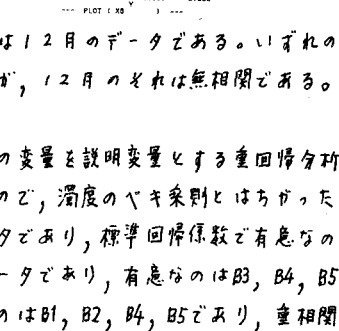 --- PLOT ( X8 Y ) ---
は12月のデータである。いずれの
が, 12月のそれは無相関である。
の変量を説明変量とする重回帰分析
ので, 濁度のベキ乗則とはちがった
タであり, 標準回帰係数で有意なの
ータであり, 有意なのはB3, B4, B5
のはB1, B2, B4, B5であり, 重相関